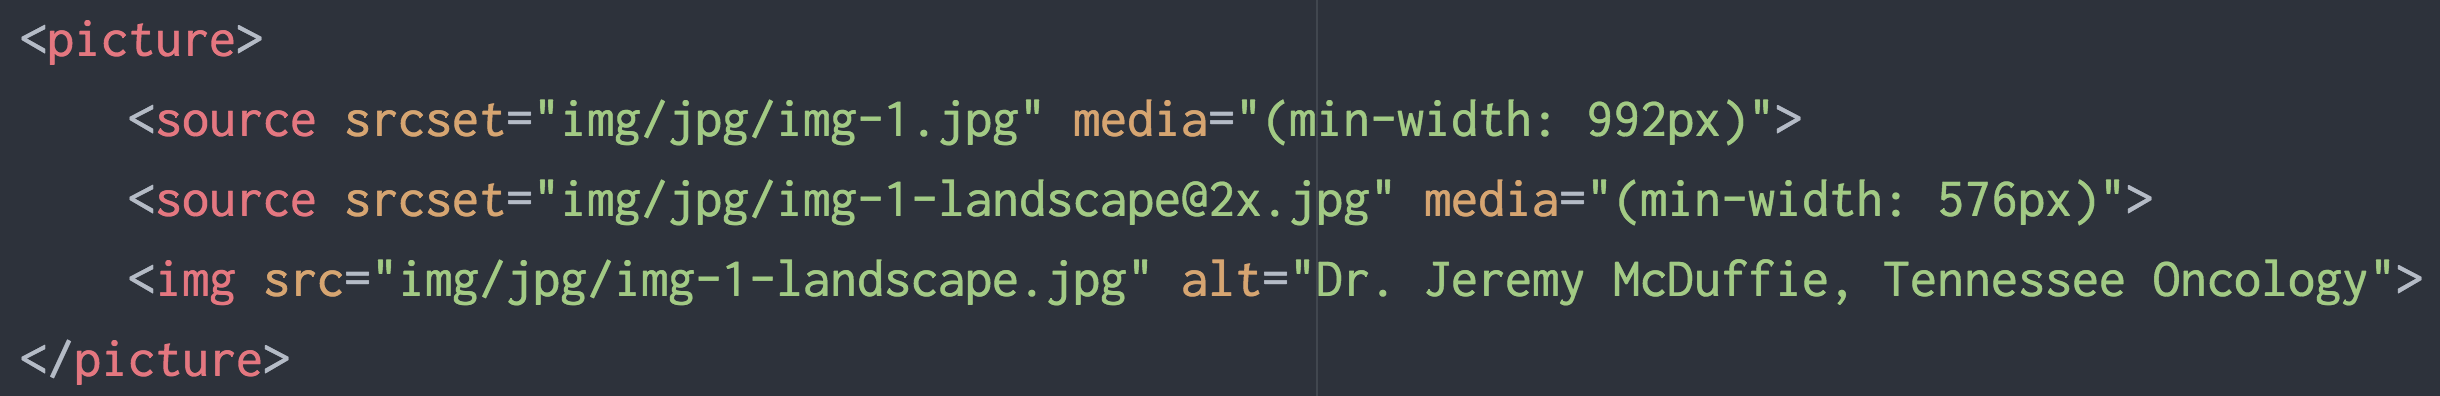 <picture>
<source srcset="img/jpg/img-1.jpg" media="(min-width: 992px)">
<source srcset="img/jpg/img-1-landscape@2x.jpg" media="(min-width: 576px)">
<img src="img/jpg/img-1-landscape.jpg" alt="Dr. Jeremy McDuffie, Tennessee Oncology">
</picture>